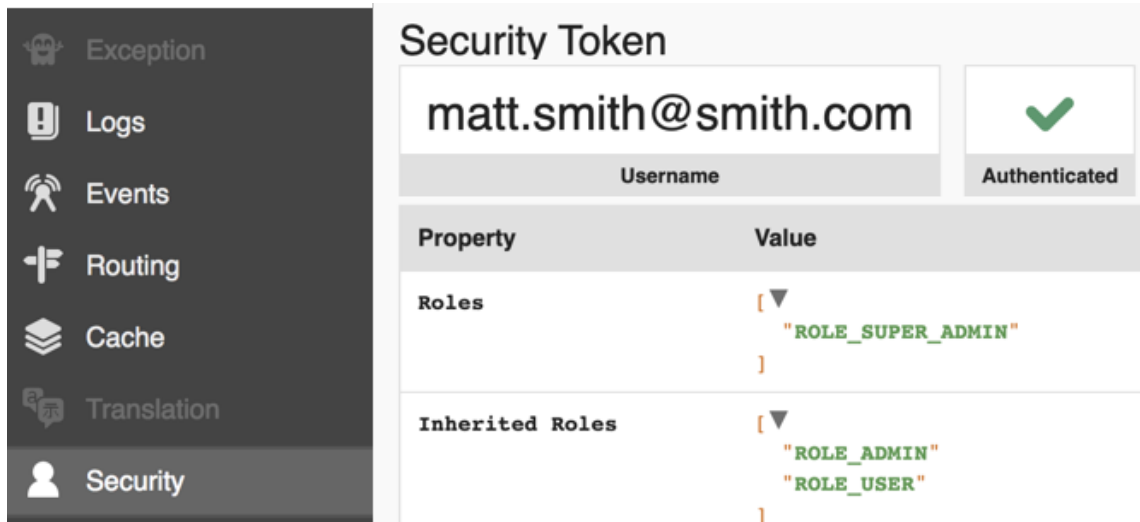 Exception
Logs
Events
Routing
Cache
Translation
Security
Security Token
matt.smith@smith.com
Username
Authenticated
Property Value
Roles [
"ROLE_SUPER_ADMIN"
]
Inherited Roles [
"ROLE_ADMIN"
"ROLE_USER"
]